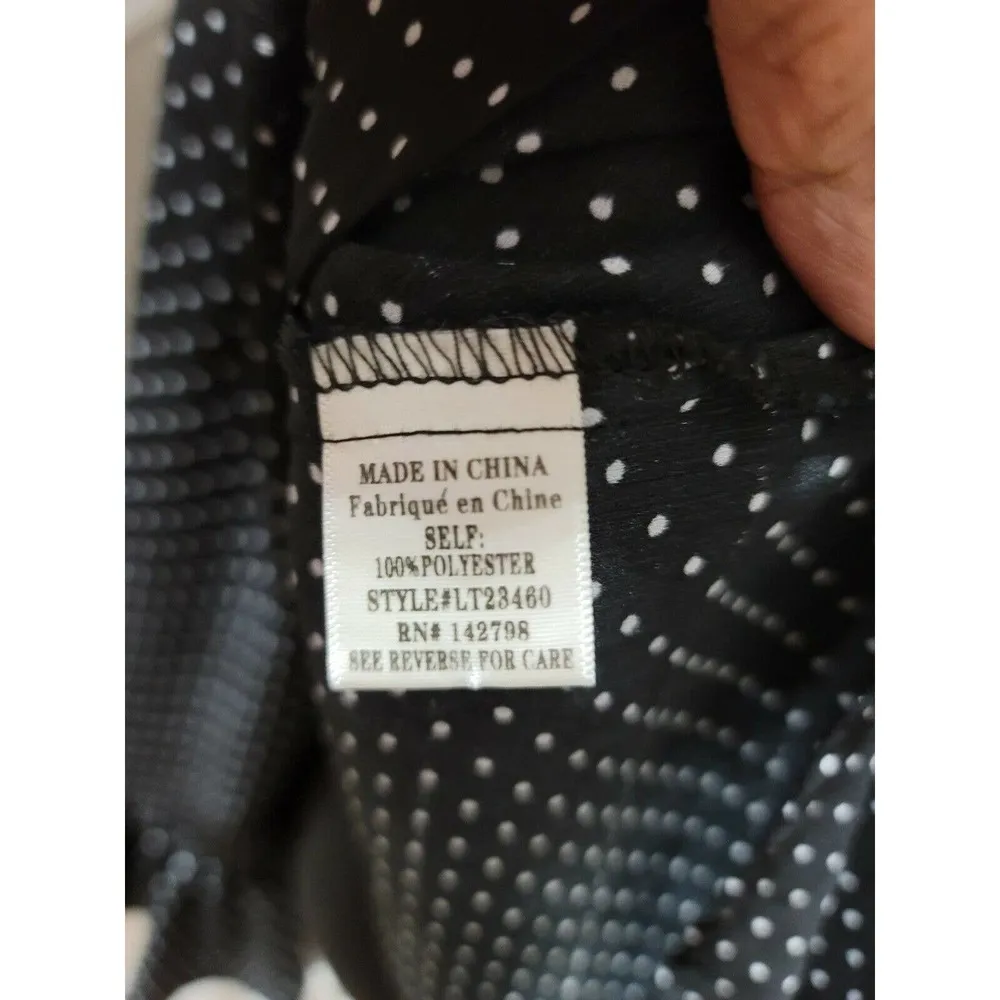 MADE IN CHINA
Fabriqué en Chine
SELF:
100%POLYESTER
STYLE#LT23460
RN# 142798
SEE REVERSE FOR CARE